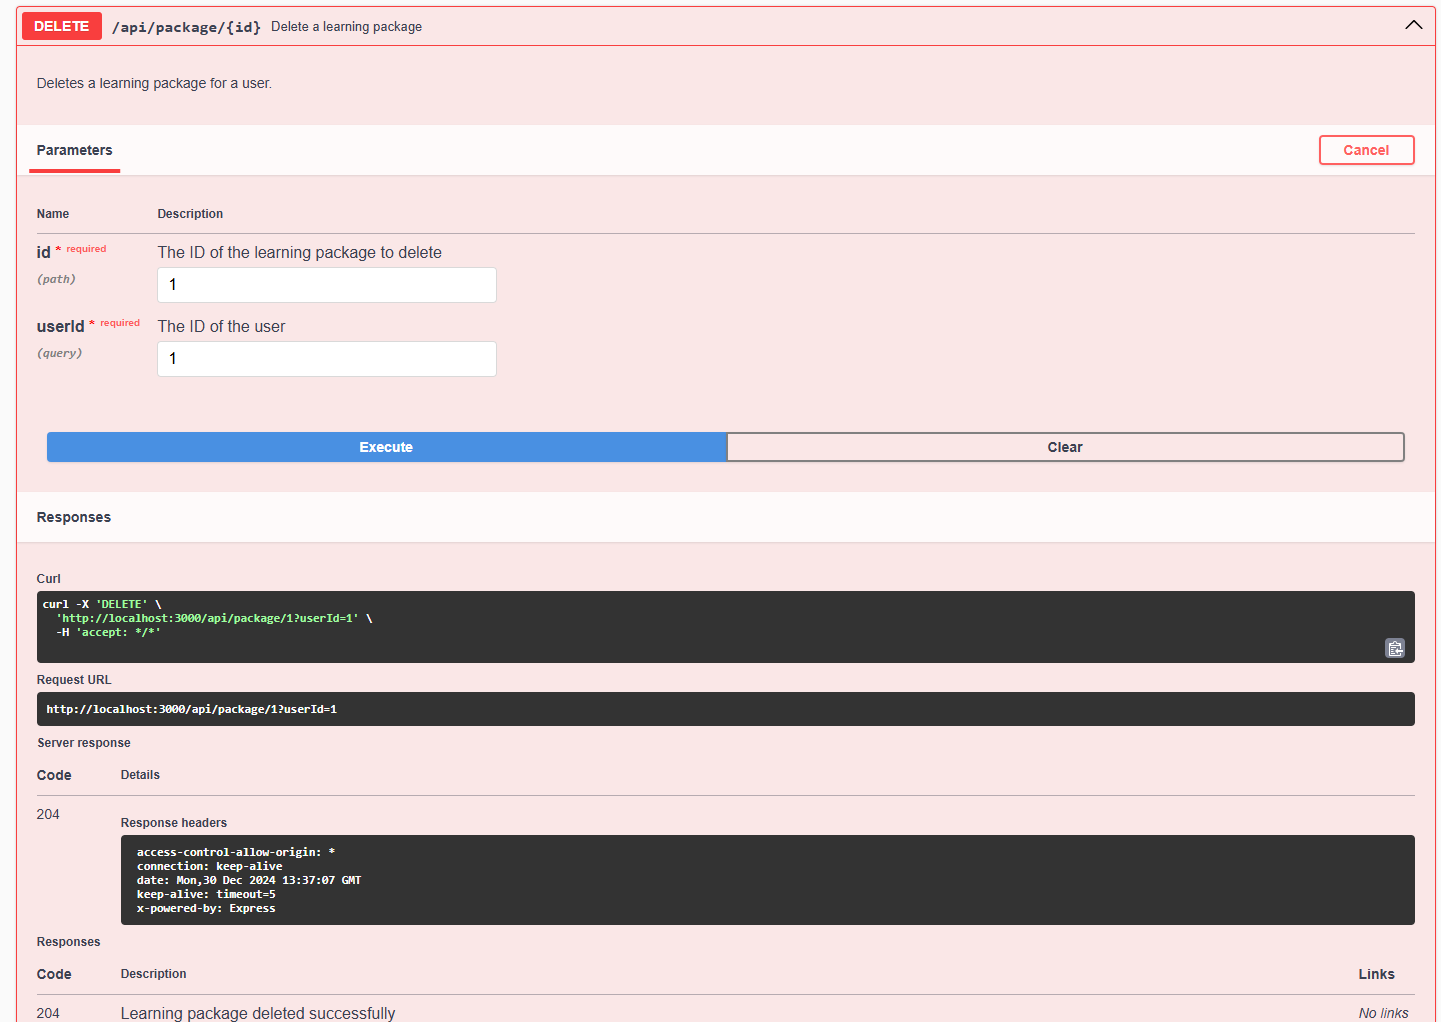 DELETE /api/package/{id} Delete a learning package
Deletes a learning package for a user.
Parameters
Cancel
Name Description
id * required The ID of the learning package to delete
(path) 1
userId * required The ID of the user
(query) 1
Execute Clear
Responses
Curl
curl -X 'DELETE' \
'http://localhost:3000/api/package/1?userId=1' \
-H 'accept: */*'
Request URL
http://localhost:3000/api/package/1?userId=1
Server response
Code Details
204
Response headers
access-control-allow-origin: *
connection: keep-alive
date: Mon,30 Dec 2024 13:37:07 GMT
keep-alive: timeout=5
x-powered-by: Express
Responses
Code Description Links
204 Learning package deleted successfully No links